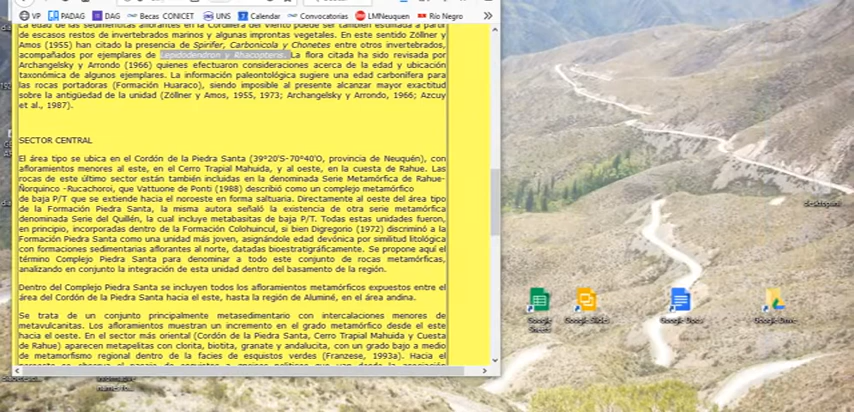 VP PADAG DAG Becas CONICET UNS Calendar Convocatorias LMNeuquen Río Negro
La edad de las sedimentitas aflorantes en la Cordillera del Viento puede ser también estimada a partir
de escasos restos de invertebrados marinos y algunas improntas vegetales. En este sentido Zöllner y
Amos (1955) han citado la presencia de Spirifer, Carbonicola y Chonetes entre otros invertebrados,
acompañados por ejemplares de Lepidodendron y Rhacopteris. La flora citada ha sido revisada por
Archangelsky y Arrondo (1966) quienes efectuaron consideraciones acerca de la edad y ubicación
taxonómica de algunos ejemplares. La información paleontológica sugiere una edad carbonífera para
las rocas portadoras (Formación Huaraco), siendo imposible al presente alcanzar mayor exactitud
sobre la antigüedad de la unidad (Zöllner y Amos, 1955, 1973; Archangelsky y Arrondo, 1966; Azcuy
et al., 1987).
SECTOR CENTRAL
El área tipo se ubica en el Cordón de la Piedra Santa (39°20'S-70°40'O, provincia de Neuquén), con
afloramientos menores al este, en el Cerro Trapial Mahuida, y al oeste, en la cuesta de Rahue. Las
rocas de este último sector están también incluidas en la denominada Serie Metamórfica de Rahue-
Ñorquinco -Rucachoroi, que Vattuone de Ponti (1988) describió como un complejo metamórfico
de baja P/T que se extiende hacia el noroeste en forma saltuaria. Directamente al oeste del área tipo
de la Formación Piedra Santa, la misma autora señaló la existencia de otra serie metamórfica
denominada Serie del Quillén, la cual incluye metabasitas de baja P/T. Todas estas unidades fueron,
en principio, incorporadas dentro de la Formación Colohuincul, si bien Digregorio (1972) discriminó a la
Formación Piedra Santa como una unidad más joven, asignándole edad devónica por similitud litológica
con formaciones sedimentarias aflorantes al norte, datadas bioestratigráficamente. Se propone aquí el
término Complejo Piedra Santa para denominar a todo este conjunto de rocas metamórficas,
analizando en conjunto la integración de esta unidad dentro del basamento de la región.
Dentro del Complejo Piedra Santa se incluyen todos los afloramientos metamórficos expuestos entre el
área del Cordón de la Piedra Santa hacia el este, hasta la región de Aluminé, en el área andina.
Se trata de un conjunto principalmente metasedimentario con intercalaciones menores de
metavulcanitas. Los afloramientos muestran un incremento en el grado metamórfico desde el este
hacia el oeste. En el sector más oriental (Cordón de la Piedra Santa, Cerro Trapial Mahuida y Cuesta
de Rahue) aparecen metapelitas con clorita, biotita, granate y andalucita, con un grado bajo a medio
de metamorfismo regional dentro de la facies de esquistos verdes (Franzese, 1993a). Hacia el
desktop.ini
Google Sheets
Google Slides
Google Docs
Google Drive